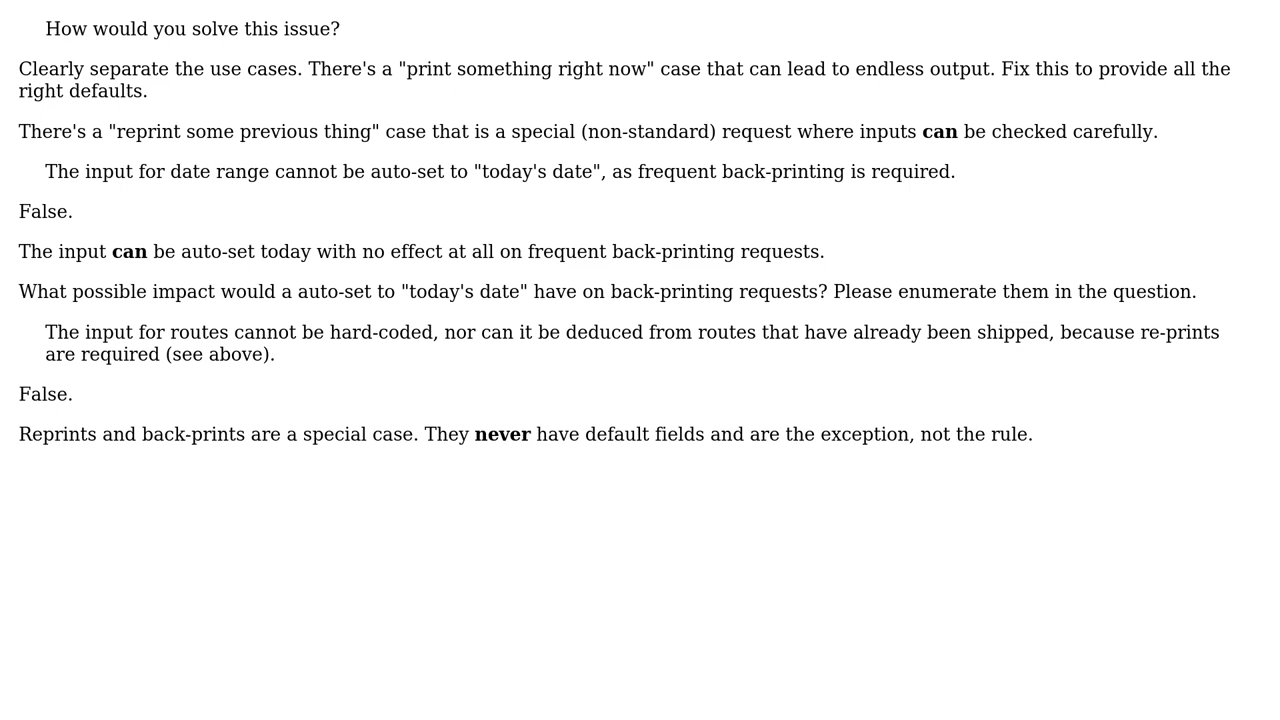 How would you solve this issue?
Clearly separate the use cases. There's a "print something right now" case that can lead to endless output. Fix this to provide all the
right defaults.
There's a "reprint some previous thing" case that is a special (non-standard) request where inputs can be checked carefully.
The input for date range cannot be auto-set to "today's date", as frequent back-printing is required.
False.
The input can be auto-set today with no effect at all on frequent back-printing requests.
What possible impact would a auto-set to "today's date" have on back-printing requests? Please enumerate them in the question.
The input for routes cannot be hard-coded, nor can it be deduced from routes that have already been shipped, because re-prints
are required (see above).
False.
Reprints and back-prints are a special case. They never have default fields and are the exception, not the rule.